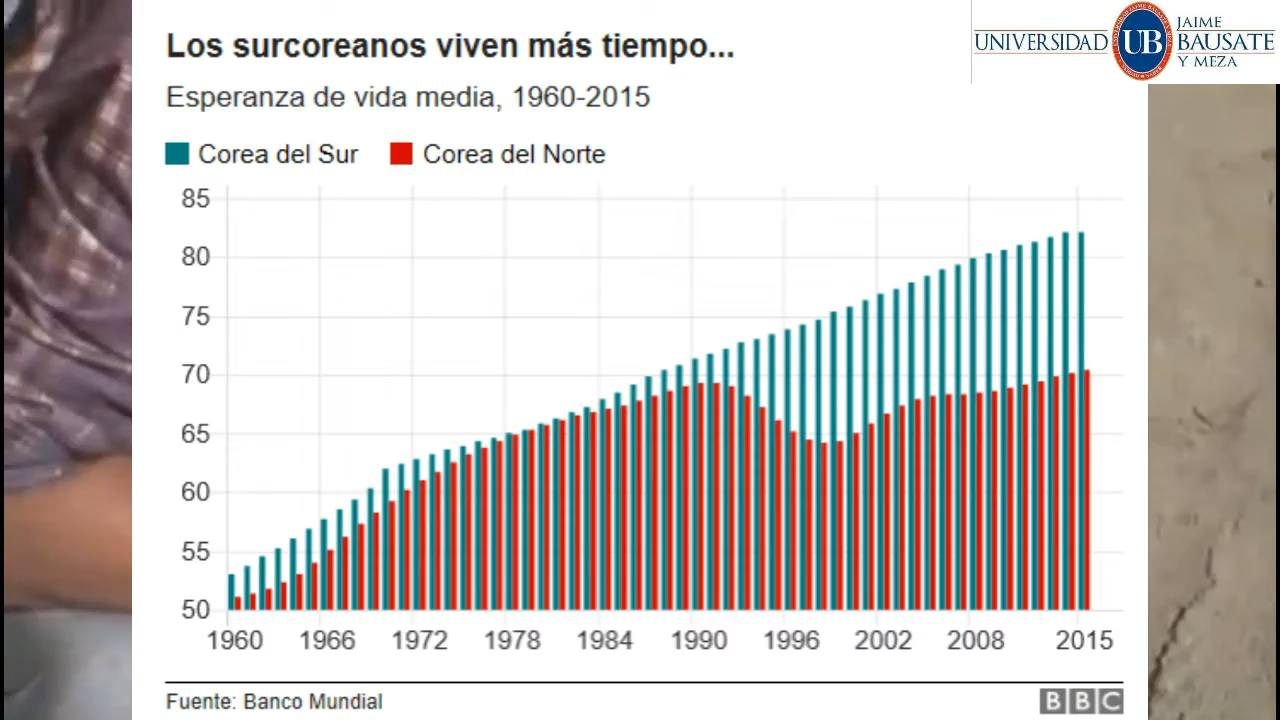 Los surcoreanos viven más tiempo...
Esperanza de vida media, 1960-2015
Corea del Sur
Corea del Norte
85
80
75
70
65
60
55
50
1960 1966 1972 1978 1984 1990 1996 2002 2008 2015
Fuente: Banco Mundial
BBC
UNIVERSIDAD UB JAIME
BAUSATE
Y MEZA